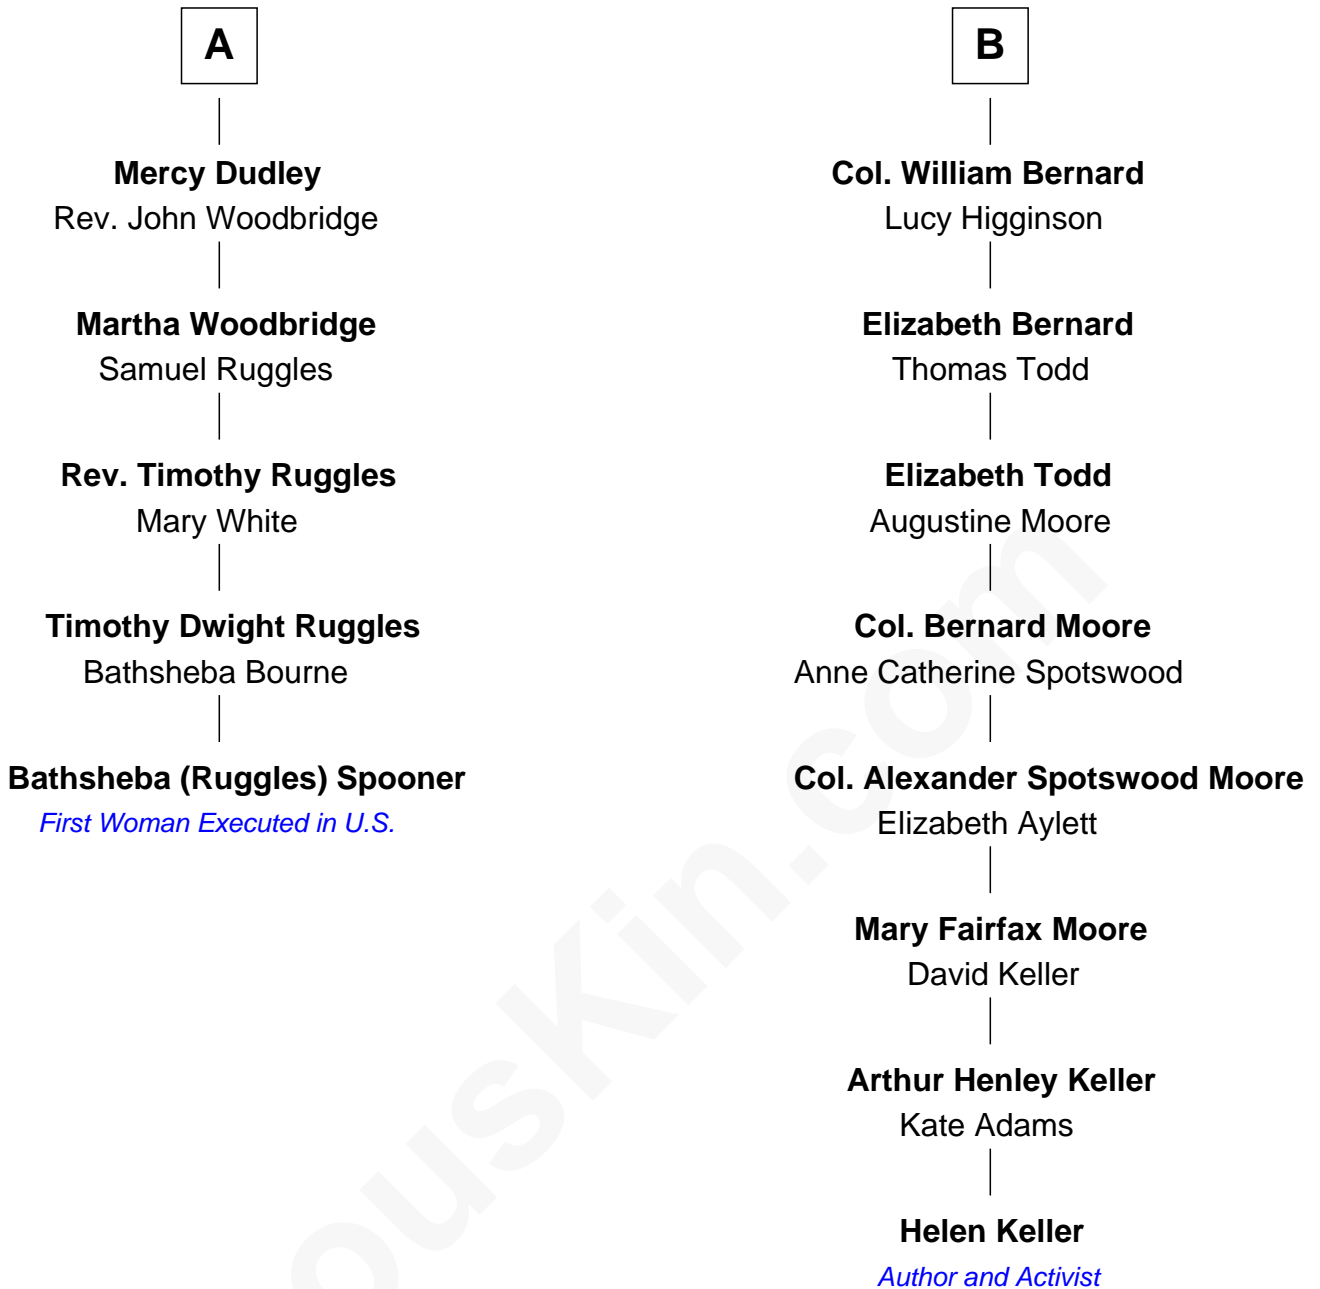 A
Mercy Dudley
Rev. John Woodbridge
Martha Woodbridge
Samuel Ruggles
Rev. Timothy Ruggles
Mary White
Timothy Dwight Ruggles
Bathsheba Bourne
Bathsheba (Ruggles) Spooner
First Woman Executed in U.S.
B
Col. William Bernard
Lucy Higginson
Elizabeth Bernard
Thomas Todd
Elizabeth Todd
Augustine Moore
Col. Bernard Moore
Anne Catherine Spotswood
Col. Alexander Spotswood Moore
Elizabeth Aylett
Mary Fairfax Moore
David Keller
Arthur Henley Keller
Kate Adams
Helen Keller
Author and Activist
ousKin.com